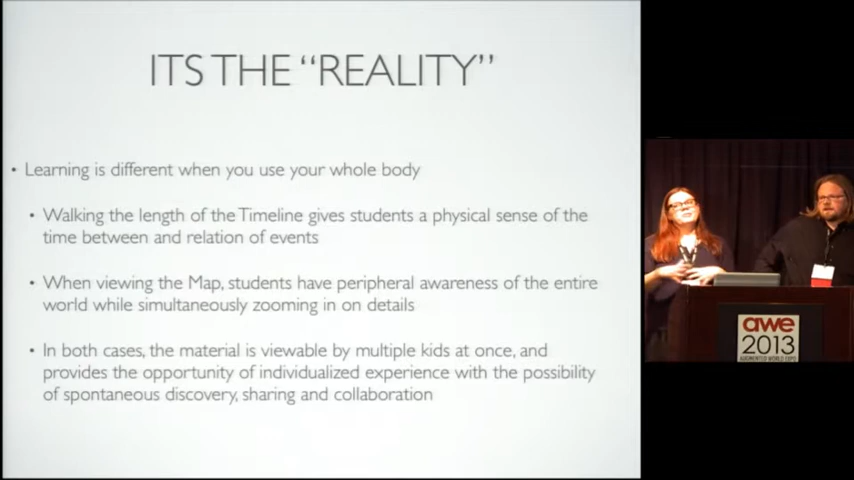 ITS THE “REALITY”
• Learning is different when you use your whole body
• Walking the length of the Timeline gives students a physical sense of the
time between and relation of events
• When viewing the Map, students have peripheral awareness of the entire
world while simultaneously zooming in on details
• In both cases, the material is viewable by multiple kids at once, and
provides the opportunity of individualized experience with the possibility
of spontaneous discovery, sharing and collaboration
awe
2013
AUGMENTED WORLD EXPO